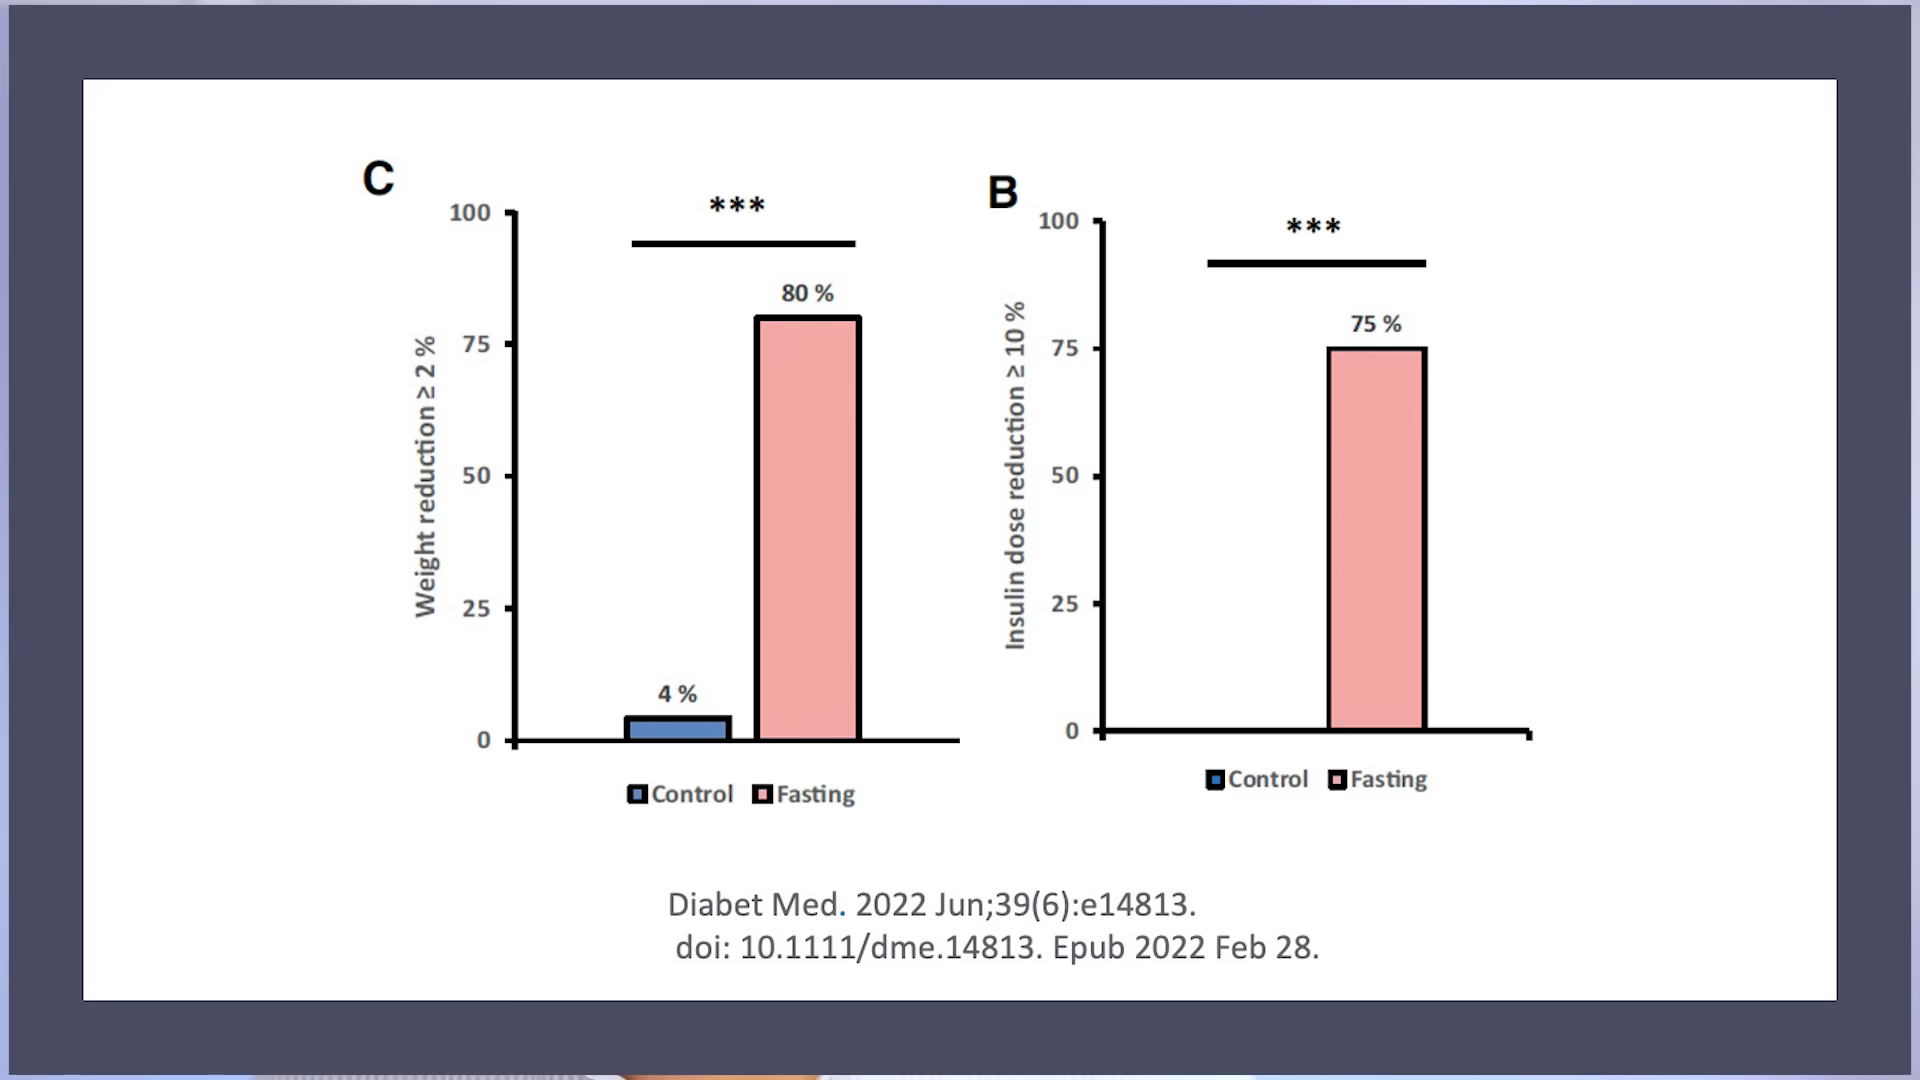 C
***
100
75
50
25
0
Weight reduction ≥ 2 %
4 %
80 %
Control Fasting
B
***
100
75
50
25
0
Insulin dose reduction ≥ 10 %
75 %
Control Fasting
Diabet Med. 2022 Jun;39(6):e14813.
doi: 10.1111/dme.14813. Epub 2022 Feb 28.